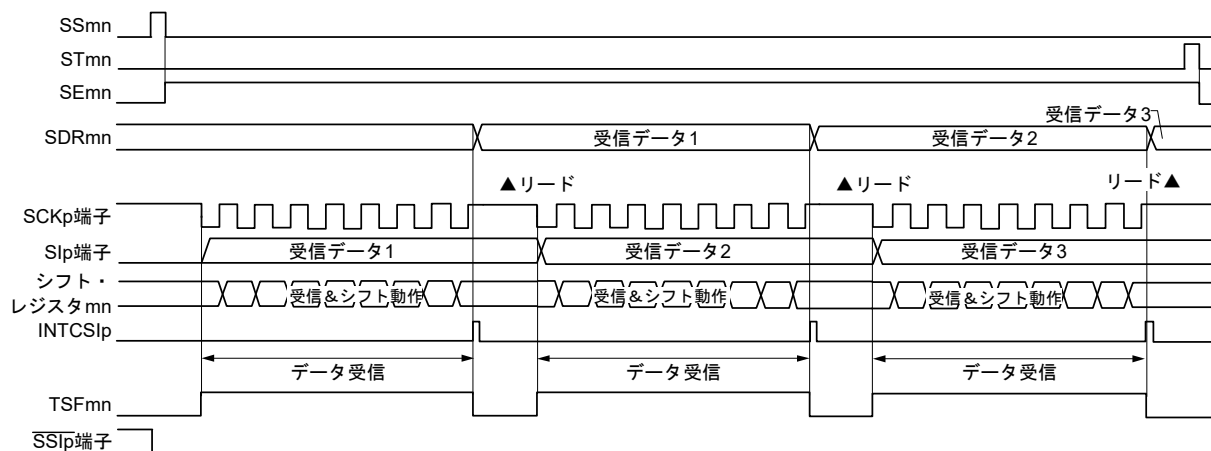 SSmn
STmn
SEmn
受信データ3
SDRmn
受信データ1
受信データ2
▲リード
▲リード
リード▲
SCKp端子
SIp端子
受信データ1
受信データ2
受信データ3
シフト・
レジスタmn
受信&シフト動作
受信&シフト動作
受信&シフト動作
INTCSIp
データ受信
データ受信
データ受信
TSFmn
SSIp端子